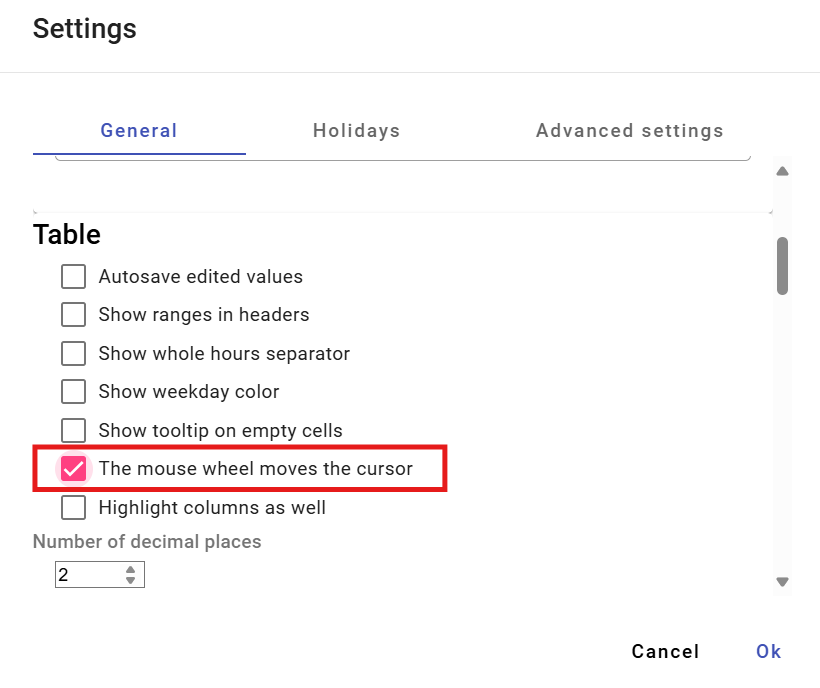 Settings
General Holidays Advanced settings
Table
Autosave edited values
Show ranges in headers
Show whole hours separator
Show weekday color
Show tooltip on empty cells
The mouse wheel moves the cursor
Highlight columns as well
Number of decimal places
2
Cancel Ok